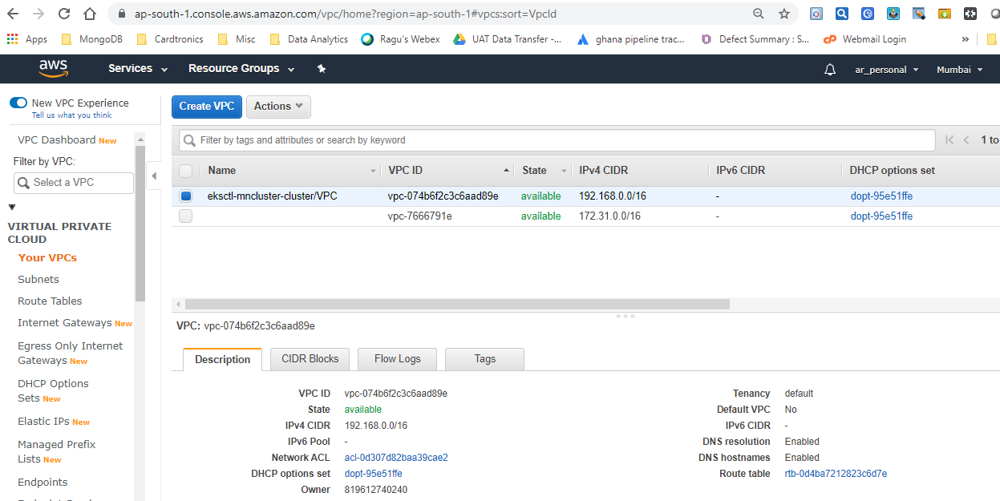 ap-south-1.console.aws.amazon.com/vpc/home?region=ap-south-1#vpcs:sort=VpcId
Apps MongoDB Cardtronics Misc Data Analytics Ragu's Webex UAT Data Transfer -... ghana pipeline trac... Defect Summary : S... cP Webmail Login »
aws Services Resource Groups ar_personal Mumbai
New VPC Experience
Tell us what you think
Create VPC Actions
VPC Dashboard New
Filter by tags and attributes or search by keyword
1 to
Filter by VPC:
Select a VPC
Name VPC ID State IPv4 CIDR IPv6 CIDR DHCP options set
eksctl-mncluster-cluster/VPC vpc-074b6f2c3c6aad89e available 192.168.0.0/16 - dopt-95e51ffe
vpc-7666791e available 172.31.0.0/16 - dopt-95e51ffe
VIRTUAL PRIVATE
CLOUD
Your VPCs
Subnets
Route Tables
Internet Gateways New
Egress Only Internet
Gateways New
DHCP Options
Sets New
Elastic IPs New
Managed Prefix
Lists New
Endpoints
VPC: vpc-074b6f2c3c6aad89e
Description CIDR Blocks Flow Logs Tags
VPC ID vpc-074b6f2c3c6aad89e
State available
IPv4 CIDR 192.168.0.0/16
IPv6 Pool -
Network ACL acl-0d307d82baa39cae2
DHCP options set dopt-95e51ffe
Owner 819612740240
Tenancy default
Default VPC No
IPv6 CIDR -
DNS resolution Enabled
DNS hostnames Enabled
Route table rtb-0d4ba7212823c6d7e